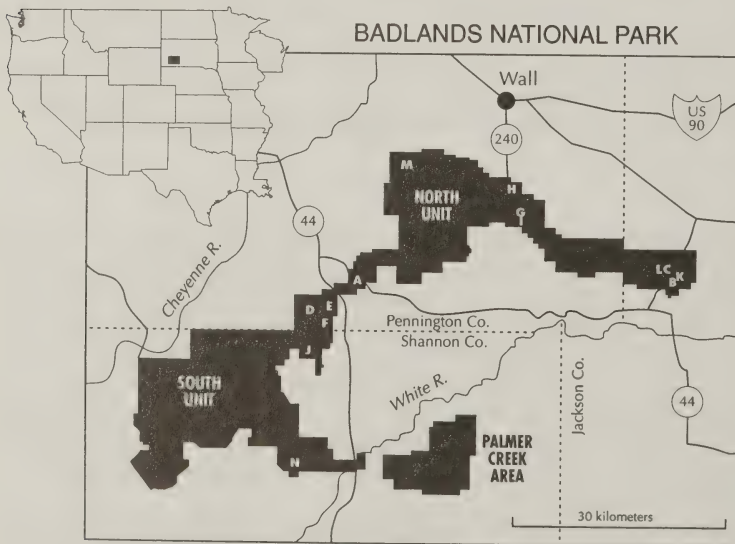 BADLANDS NATIONAL PARK
Wall
US
90
240
M
H
NORTH
UNIT
G
I
44
Cheyenne R.
A
L C
K
B
D
E
F
Pennington Co.
Shannon Co.
J
SOUTH
UNIT
White R.
Jackson Co.
44
N
PALMER
CREEK
AREA
30 kilometers